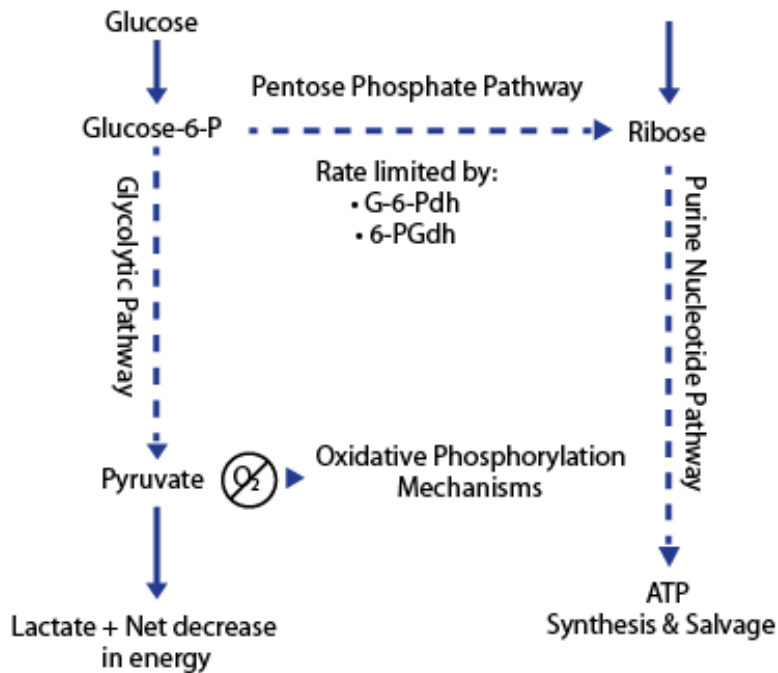 Glucose
Pentose Phosphate Pathway
Glucose-6-P
Ribose
Rate limited by:
• G-6-Pdh
• 6-PGdh
Glycolytic Pathway
Purine Nucleotide Pathway
Pyruvate
O₂
Oxidative Phosphorylation
Mechanisms
Lactate + Net decrease
in energy
ATP
Synthesis & Salvage